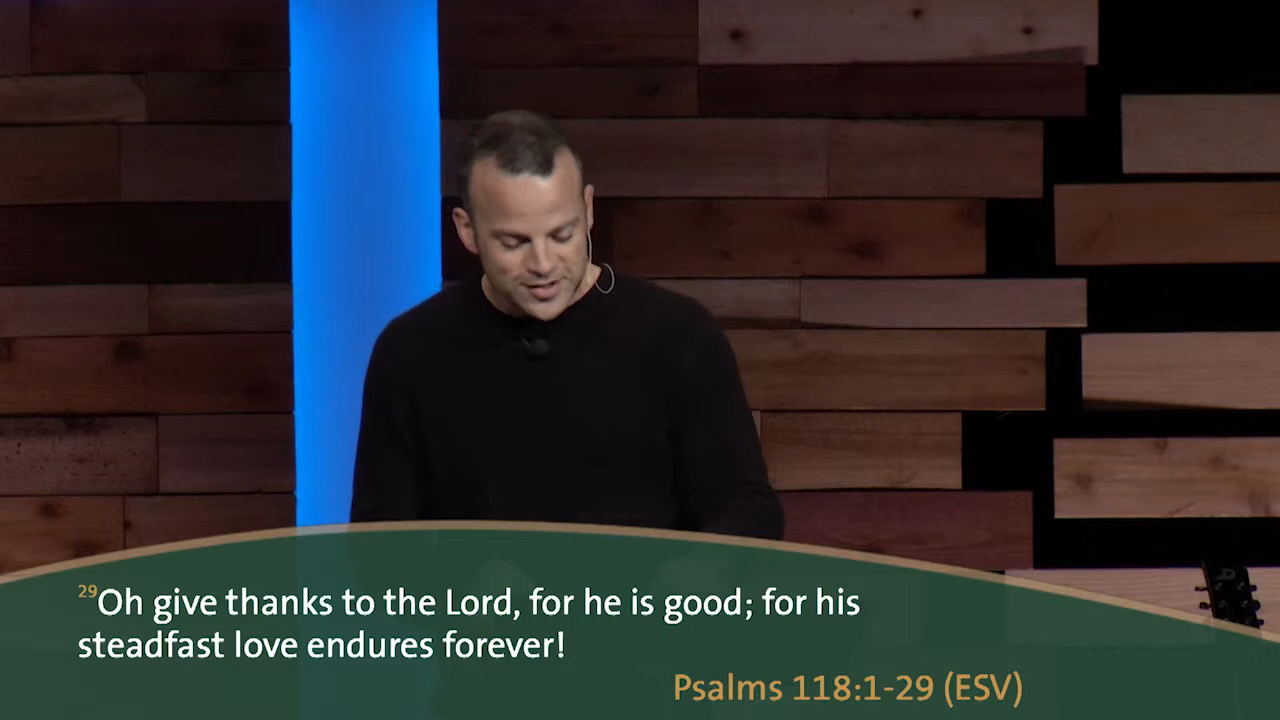 29Oh give thanks to the Lord, for he is good; for his
steadfast love endures forever!
Psalms 118:1-29 (ESV)